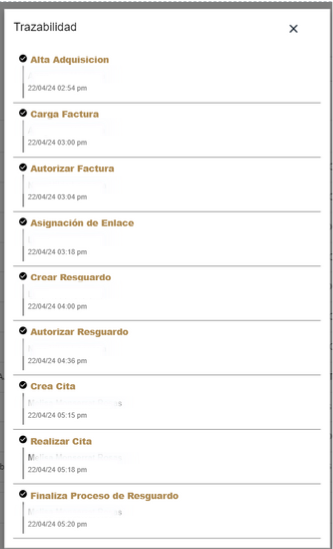 Trazabilidad
Alta Adquisicion
22/04/24 02:54 pm
Carga Factura
22/04/24 03:00 pm
Autorizar Factura
22/04/24 03:04 pm
Asignación de Enlace
22/04/24 03:18 pm
Crear Resguardo
22/04/24 04:00 pm
Autorizar Resguardo
22/04/24 04:36 pm
Crea Cita
22/04/24 05:15 pm
Realizar Cita
22/04/24 05:18 pm
Finaliza Proceso de Resguardo
22/04/24 05:20 pm